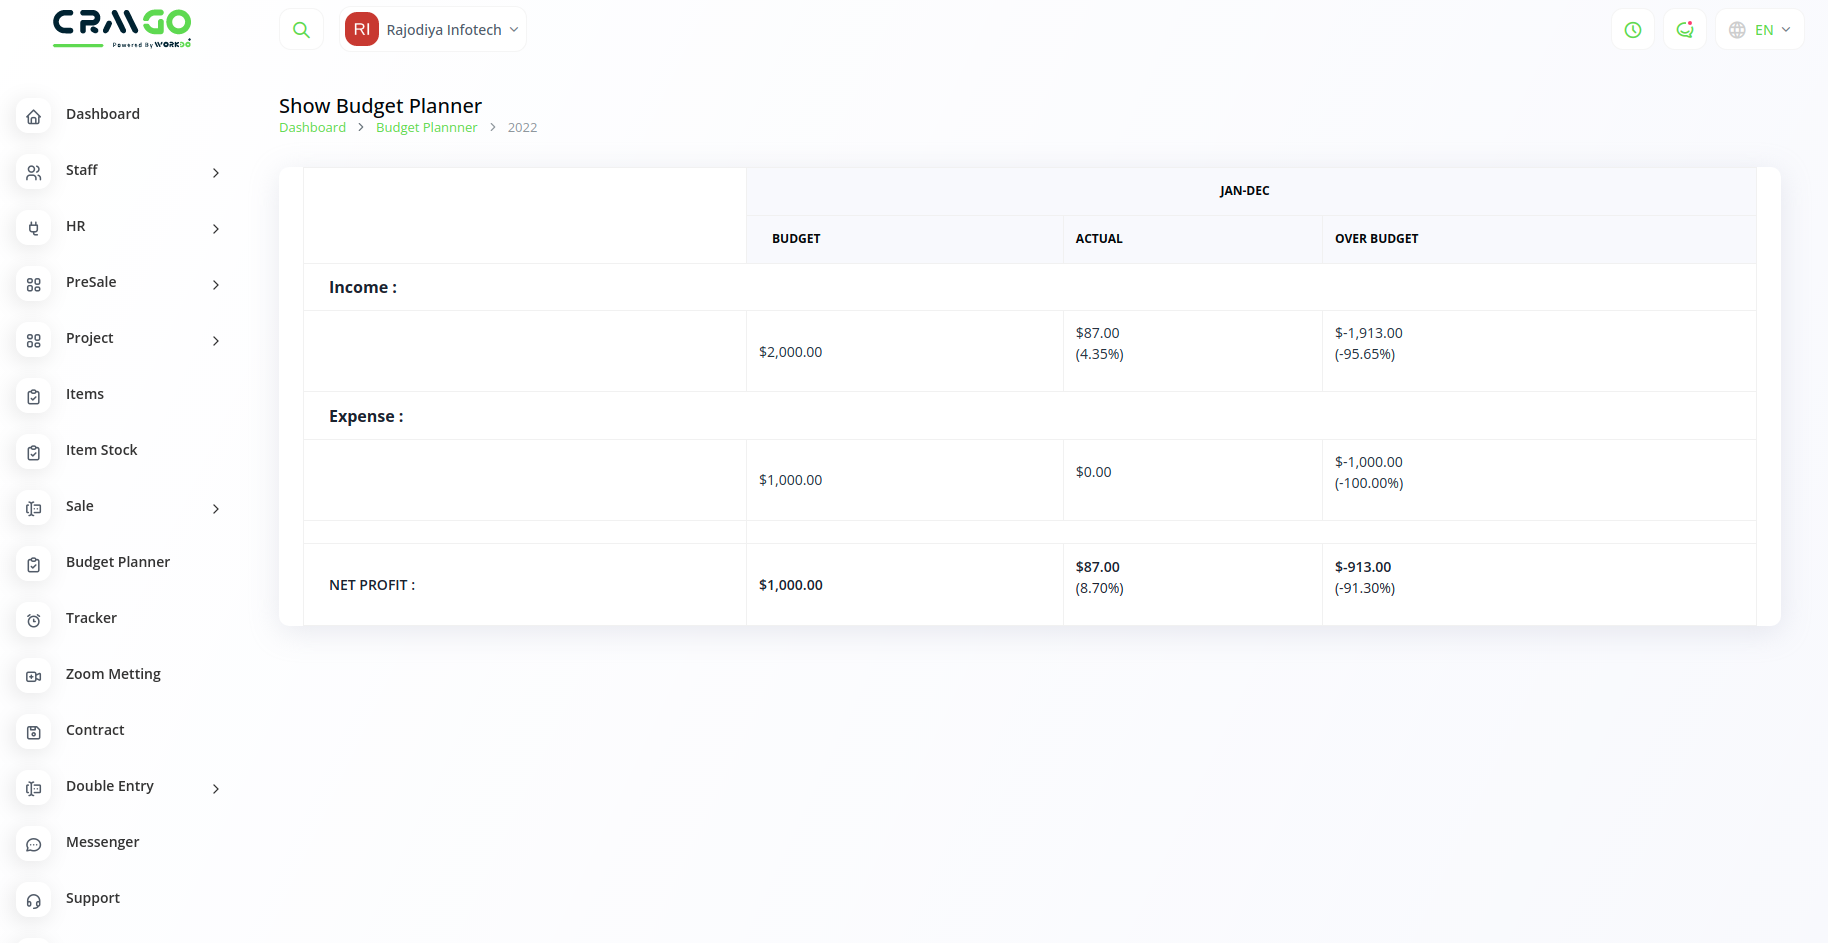 CRMGO
Powered By WORKDO
RI Rajodiya Infotech
EN
Dashboard
Staff
HR
PreSale
Project
Items
Item Stock
Sale
Budget Planner
Tracker
Zoom Metting
Contract
Double Entry
Messenger
Support
Show Budget Planner
Dashboard > Budget Plannner > 2022
JAN-DEC
BUDGET ACTUAL OVER BUDGET
Income :
$2,000.00 $87.00 $-1,913.00
(4.35%) (-95.65%)
Expense :
$1,000.00 $0.00 $-1,000.00
(-100.00%)
NET PROFIT : $1,000.00 $87.00 $-913.00
(8.70%) (-91.30%)